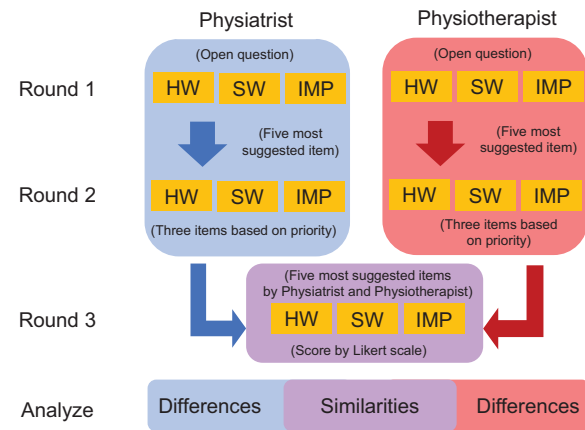 Physiatrist
Physiotherapist
Round 1
(Open question)
HW SW IMP
(Open question)
HW SW IMP
(Five most
suggested item)
(Five most
suggested item)
Round 2
HW SW IMP
(Three items based on priority)
HW SW IMP
(Three items based
on priority)
Round 3
(Five most suggested items
by Physiatrist and Physiotherapist)
HW SW IMP
(Score by Likert scale)
Analyze
Differences
Similarities
Differences